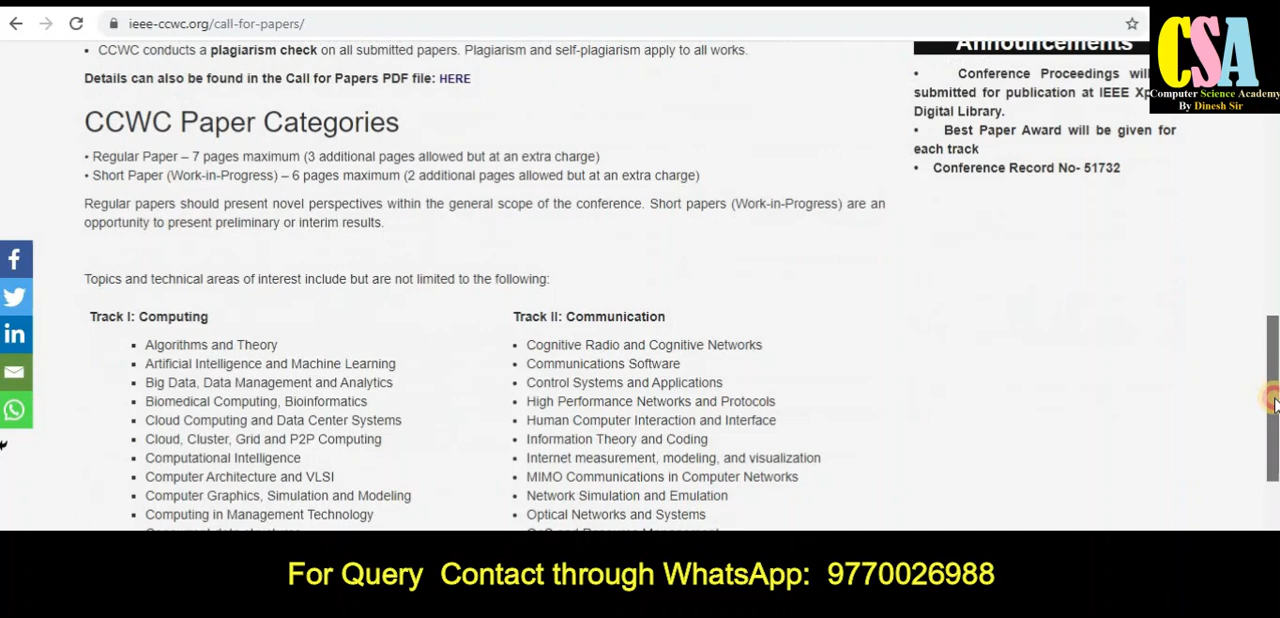 ieee-ccwc.org/call-for-papers/
CSA
Computer Science Academy
By Dinesh Sir
• CCWC conducts a plagiarism check on all submitted papers. Plagiarism and self-plagiarism apply to all works.
Details can also be found in the Call for Papers PDF file: HERE
CCWC Paper Categories
• Regular Paper – 7 pages maximum (3 additional pages allowed but at an extra charge)
• Short Paper (Work-in-Progress) – 6 pages maximum (2 additional pages allowed but at an extra charge)
Regular papers should present novel perspectives within the general scope of the conference. Short papers (Work-in-Progress) are an
opportunity to present preliminary or interim results.
Topics and technical areas of interest include but are not limited to the following:
Track I: Computing
▪ Algorithms and Theory
▪ Artificial Intelligence and Machine Learning
▪ Big Data, Data Management and Analytics
▪ Biomedical Computing, Bioinformatics
▪ Cloud Computing and Data Center Systems
▪ Cloud, Cluster, Grid and P2P Computing
▪ Computational Intelligence
▪ Computer Architecture and VLSI
▪ Computer Graphics, Simulation and Modeling
▪ Computing in Management Technology
Track II: Communication
▪ Cognitive Radio and Cognitive Networks
▪ Communications Software
▪ Control Systems and Applications
▪ High Performance Networks and Protocols
▪ Human Computer Interaction and Interface
▪ Information Theory and Coding
▪ Internet measurement, modeling, and visualization
▪ MIMO Communications in Computer Networks
▪ Network Simulation and Emulation
▪ Optical Networks and Systems
Announcements
• Conference Proceedings will
submitted for publication at IEEE Xp
Digital Library.
• Best Paper Award will be given for
each track
• Conference Record No- 51732
For Query Contact through WhatsApp: 9770026988